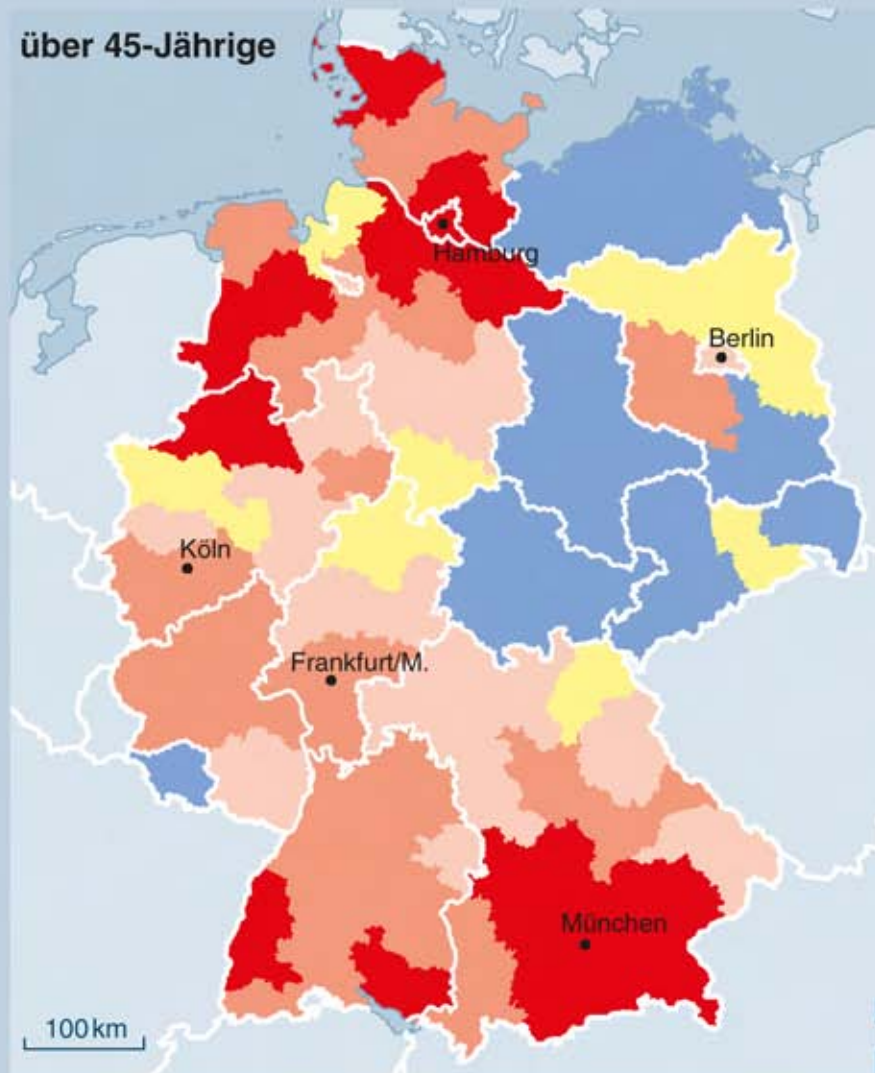 über 45-Jährige
Hamburg
Berlin
Köln
Frankfurt/M.
München
100 km